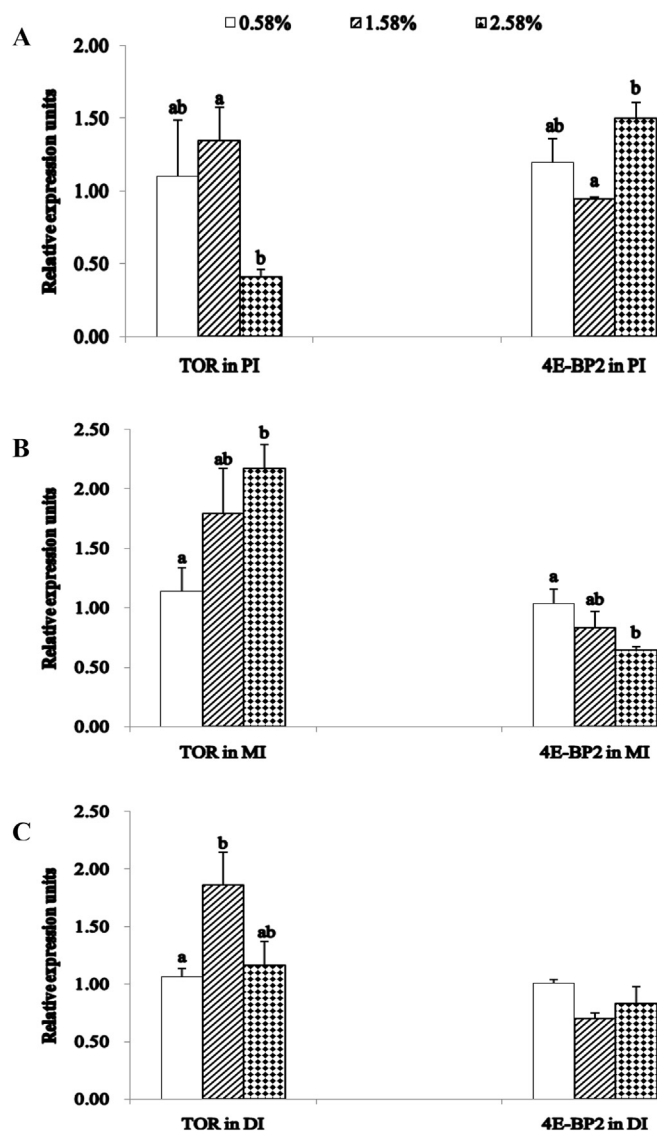 0.58% 1.58% 2.58%
A
2.00
1.50
1.00
0.50
0.00
Relative expression units
ab a b
ab a b
TOR in PI 4E-BP2 in PI
B
2.50
2.00
1.50
1.00
0.50
0.00
Relative expression units
a ab b
a ab b
TOR in MI 4E-BP2 in MI
C
2.50
2.00
1.50
1.00
0.50
0.00
Relative expression units
a b ab
TOR in DI 4E-BP2 in DI